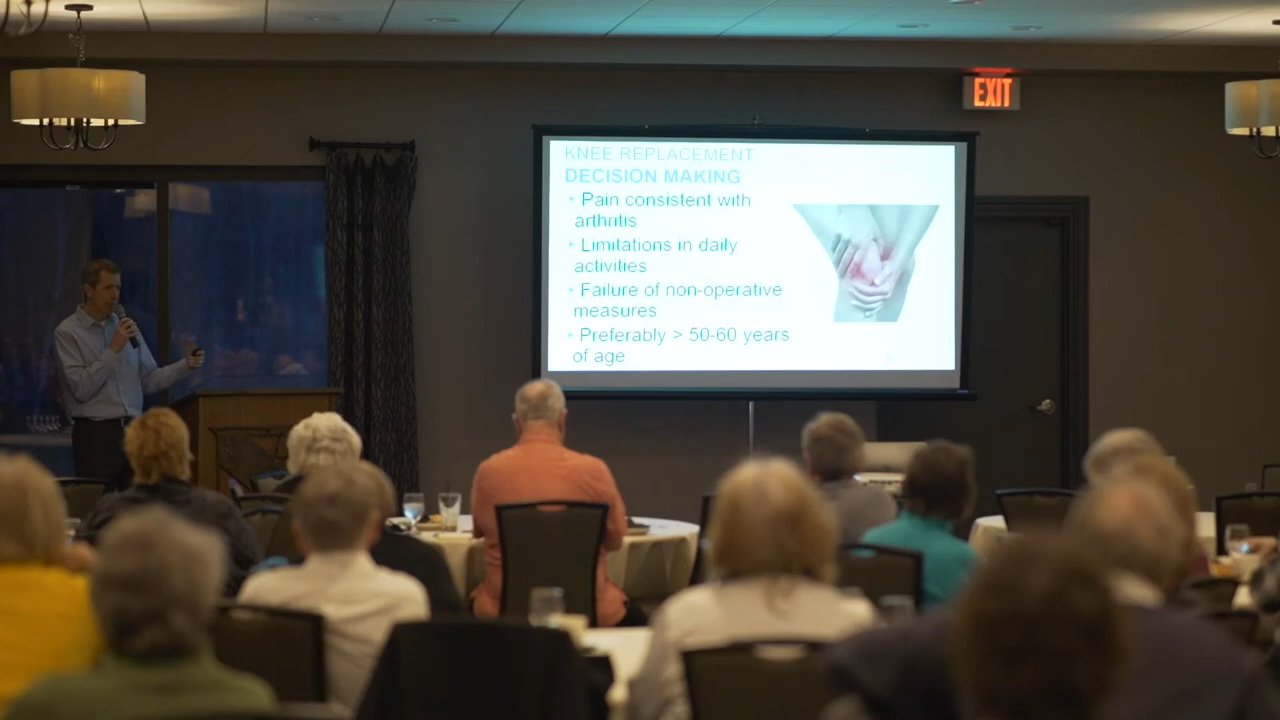 EXIT
KNEE REPLACEMENT
DECISION MAKING
Pain consistent with
arthritis
Limitations in daily
activities
Failure of non-operative
measures
Preferably > 50-60 years
of age